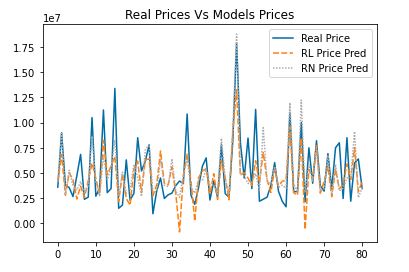 Real Prices Vs Models Prices
1e7
Real Price
RL Price Pred
RN Price Pred
1.75
1.50
1.25
1.00
0.75
0.50
0.25
0.00
0 10 20 30 40 50 60 70 80